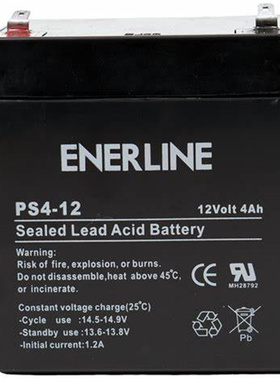 ENERLINE
PS4-12 12Volt 4Ah
Sealed Lead Acid Battery
Warning:
Risk of fire, explosion, or burns.
Do not disassemble, heat above 45℃,
or incinerate.
Constant voltage charge(25℃)
-Cycle use :14.5-14.9V
-Standby use :13.6-13.8V
-Initial current:1.2A
CE
MH28792
Pb